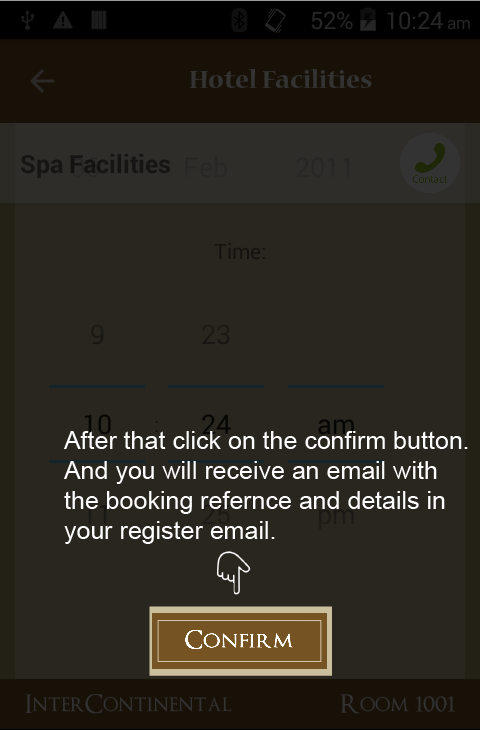 52% 10:24 am
Hotel Facilities
Feb 2011
Spa Facilities
Contact
Time:
9 23
10 : 24 am
11 25 pm
After that click on the confirm button.
And you will receive an email with
the booking refernce and details in
your register email.
CONFIRM
INTERCONTINENTAL ROOM 1001